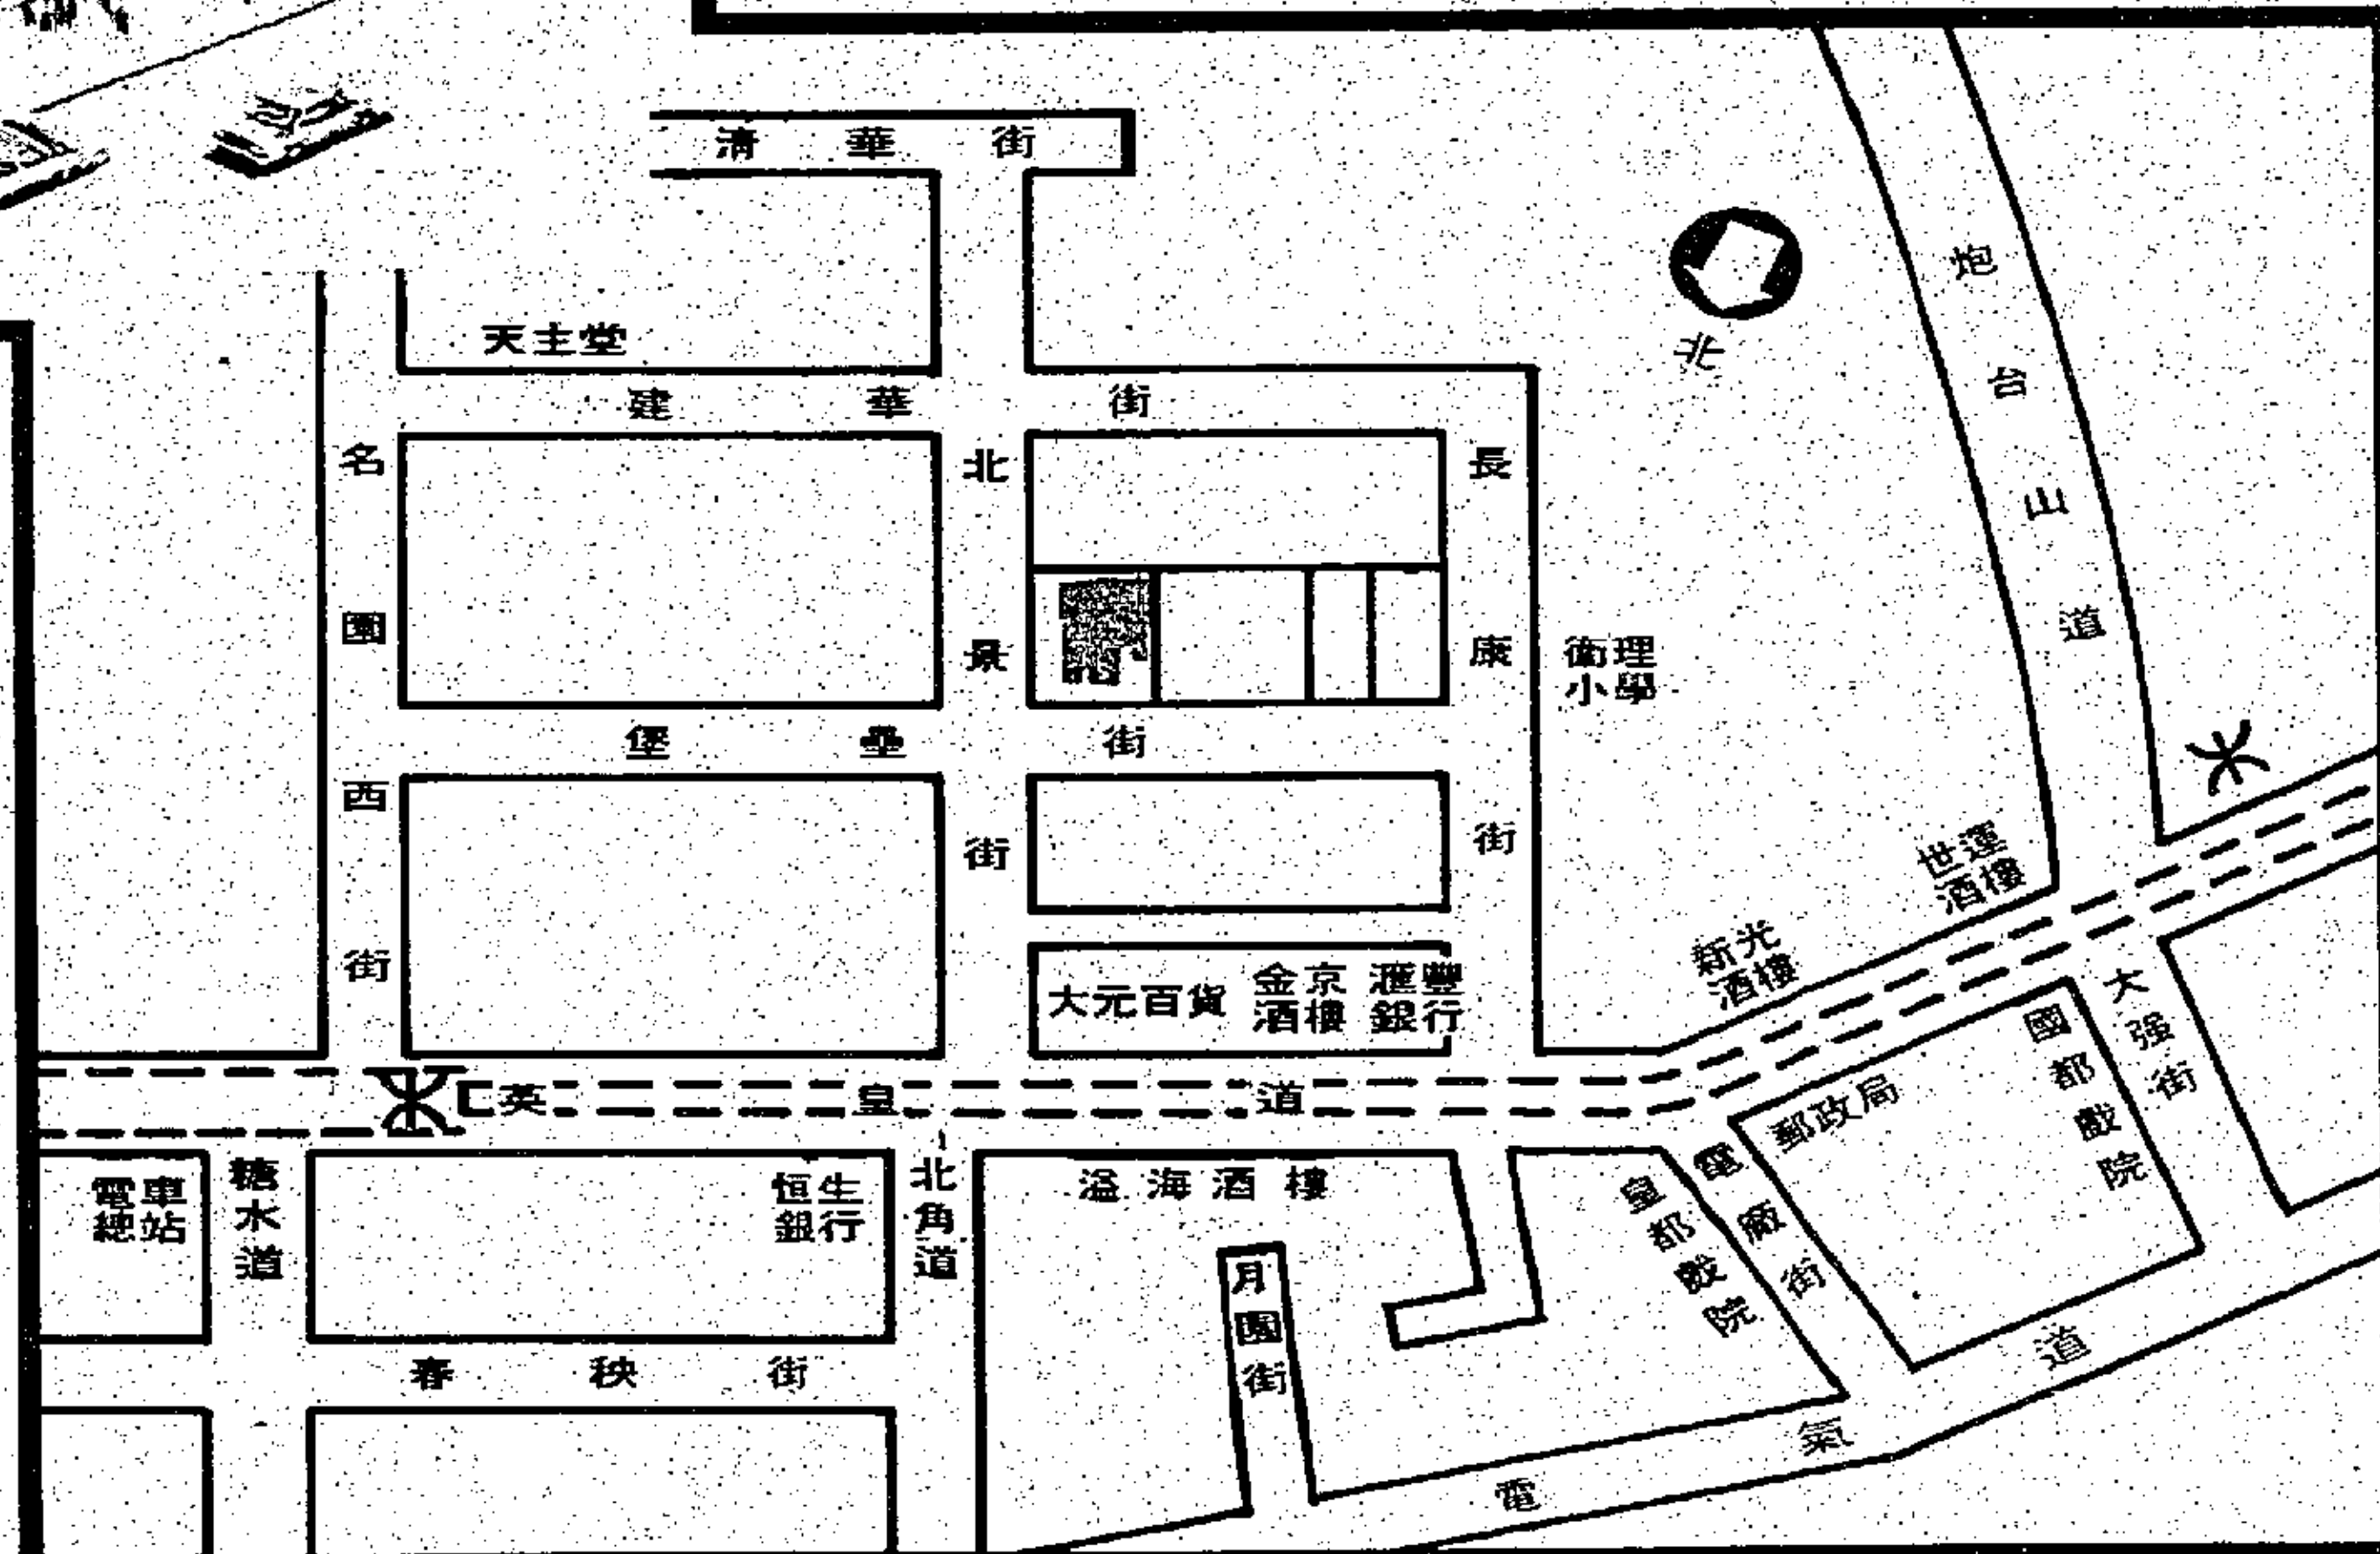 清華街
炮台山道
北
天主堂
建華街
名園西街
北景街
長康街
衛理
小學
堡壘街
世運
酒樓
新光
酒樓
大元百貨
金京
酒樓
滙豐
銀行
英皇道
大强街
國都戲院
郵政局
電廠街
皇都戲院
電車
總站
糖水道
恒生
銀行
北角道
溢海酒樓
月園街
春秧街
電氣道